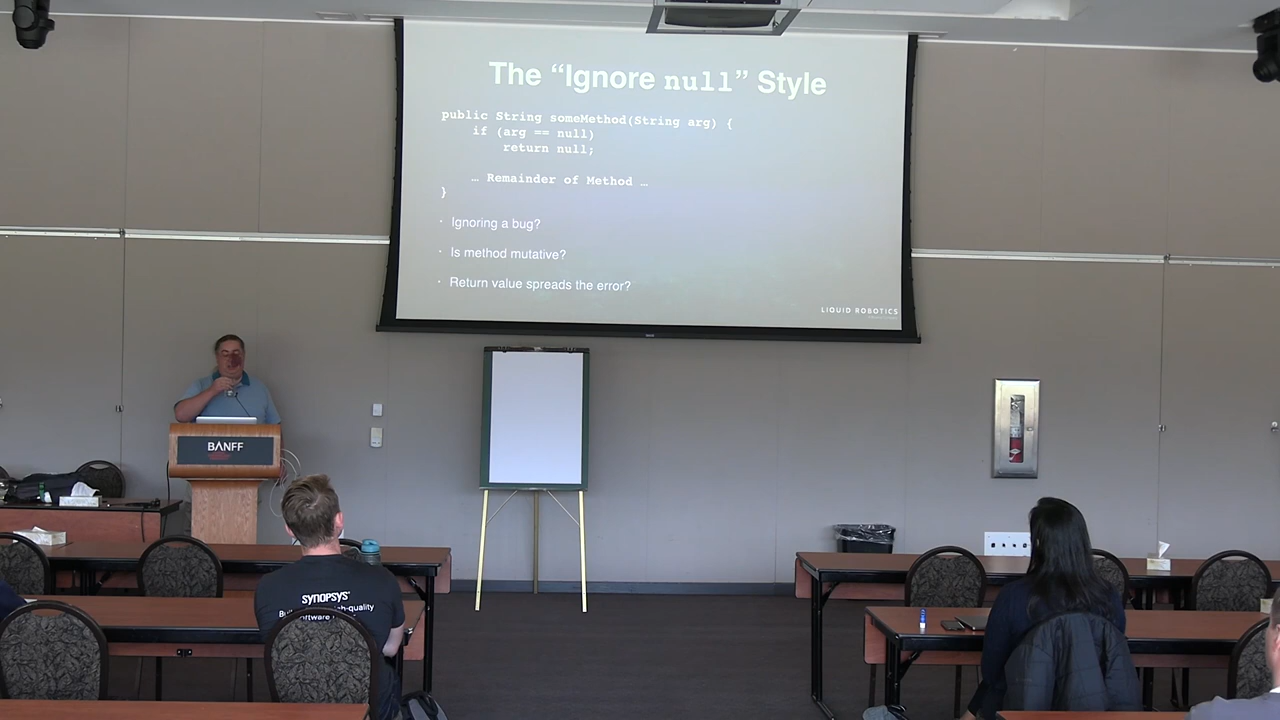 The “Ignore null” Style
public String someMethod(String arg) {
if (arg == null)
return null;
… Remainder of Method …
}
· Ignoring a bug?
· Is method mutative?
· Return value spreads the error?
LIQUID ROBOTICS
BANFF
SYNOPSYS®